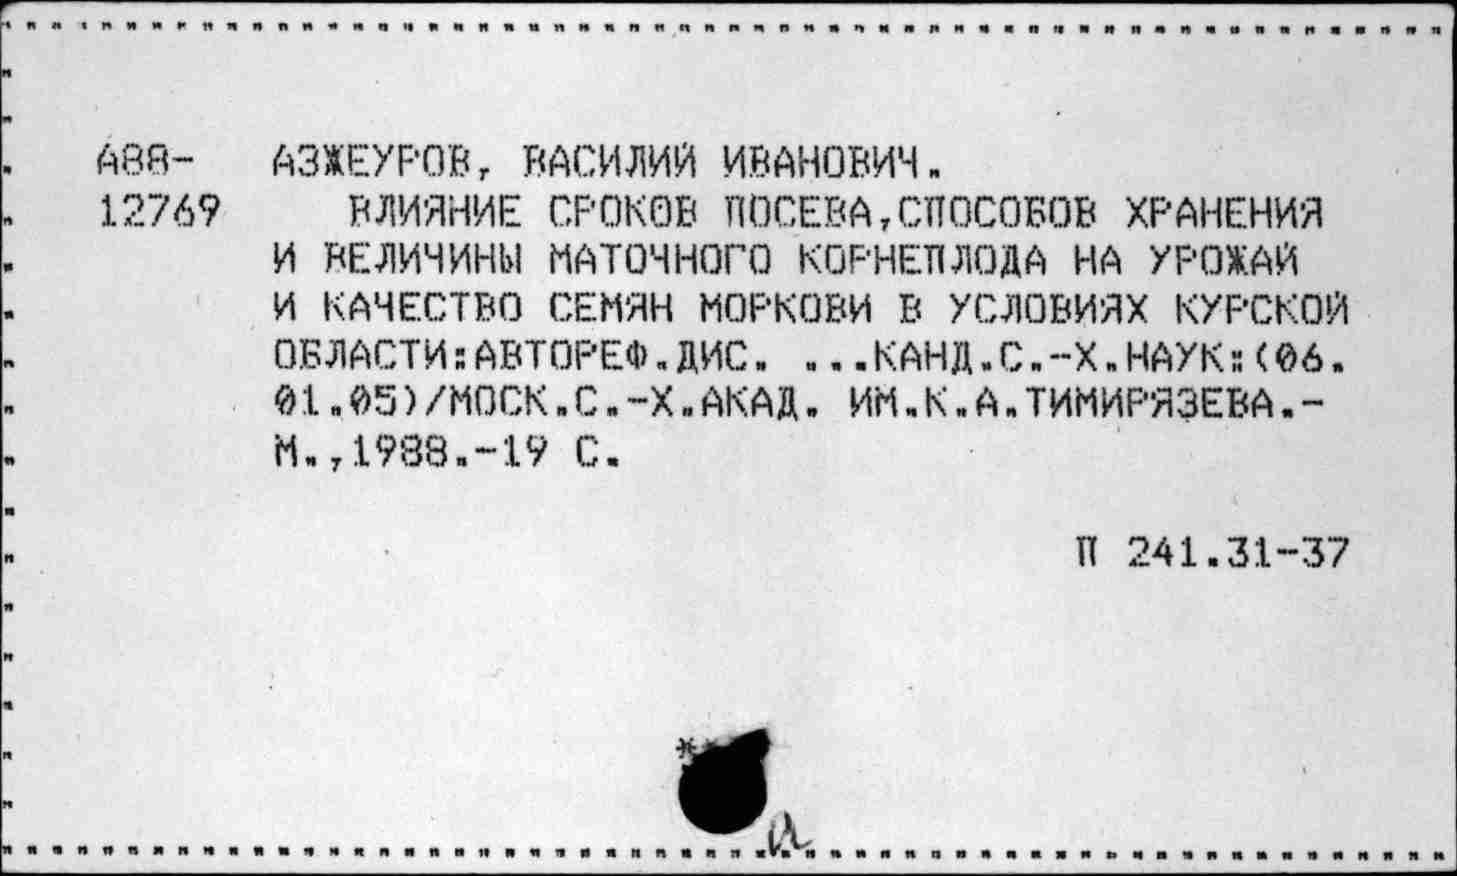 А88- АЗЖЕУРОВ, ВАСИЛИЙ ИВАНОВИЧ.
12769 ВЛИЯНИЕ СРОКОВ ПОСЕВА,СПОСОБОВ ХРАНЕНИЯ
И ВЕЛИЧИНЫ МАТОЧНОГО КОРНЕПЛОДА НА УРОЖАЙ
И КАЧЕСТВО СЕМЯН МОРКОВИ В УСЛОВИЯХ КУРСКОЙ
ОБЛАСТИ:АВТОРЕФ.ДИС. ...КАНД.С.-Х.НАУК:(06.
01.05)/МОСК.С.-Х.АКАД. ИМ.К.А.ТИМИРЯЗЕВА.-
М.,1988.-19 С.
П 241.31-37